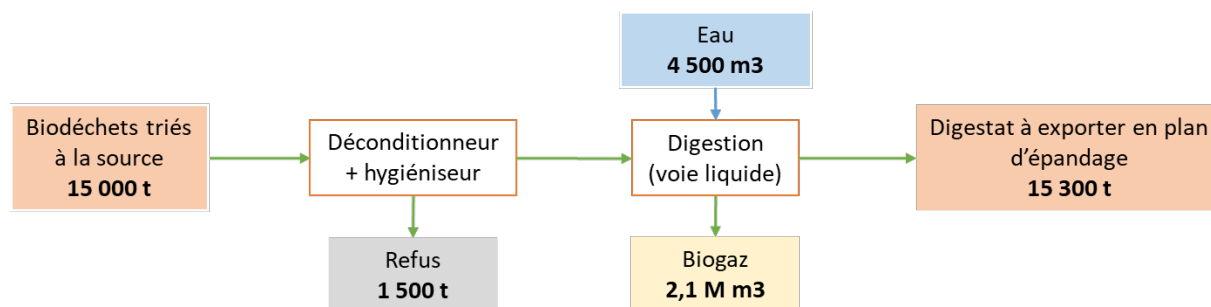 Eau
4 500 m3
Biodéchets triés
à la source
15 000 t
Déconditionneur
+ hygiéniseur
Digestion
(voie liquide)
Digestat à exporter en plan
d'épandage
15 300 t
Refus
1 500 t
Biogaz
2,1 M m3